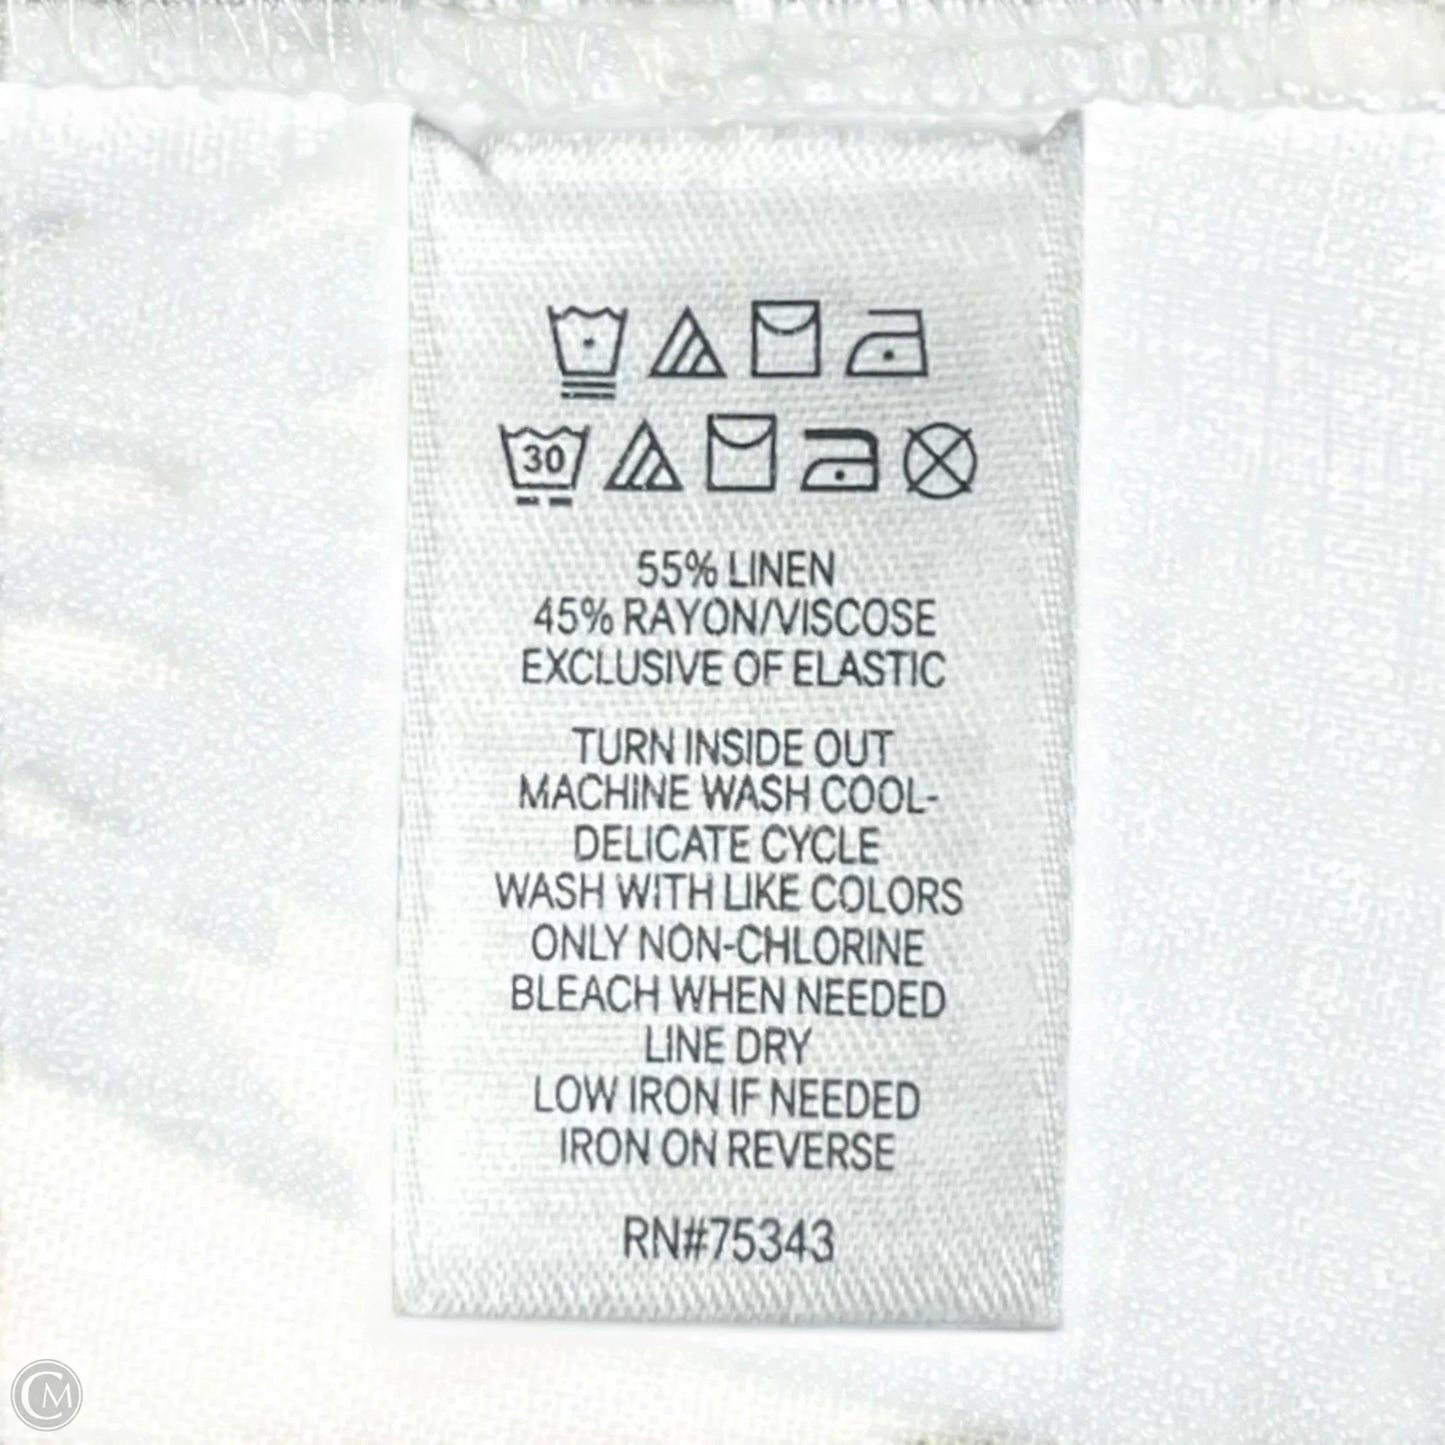 30
55% LINEN
45% RAYON/VISCOSE
EXCLUSIVE OF ELASTIC
TURN INSIDE OUT
MACHINE WASH COOL-
DELICATE CYCLE
WASH WITH LIKE COLORS
ONLY NON-CHLORINE
BLEACH WHEN NEEDED
LINE DRY
LOW IRON IF NEEDED
IRON ON REVERSE
RN#75343
CM